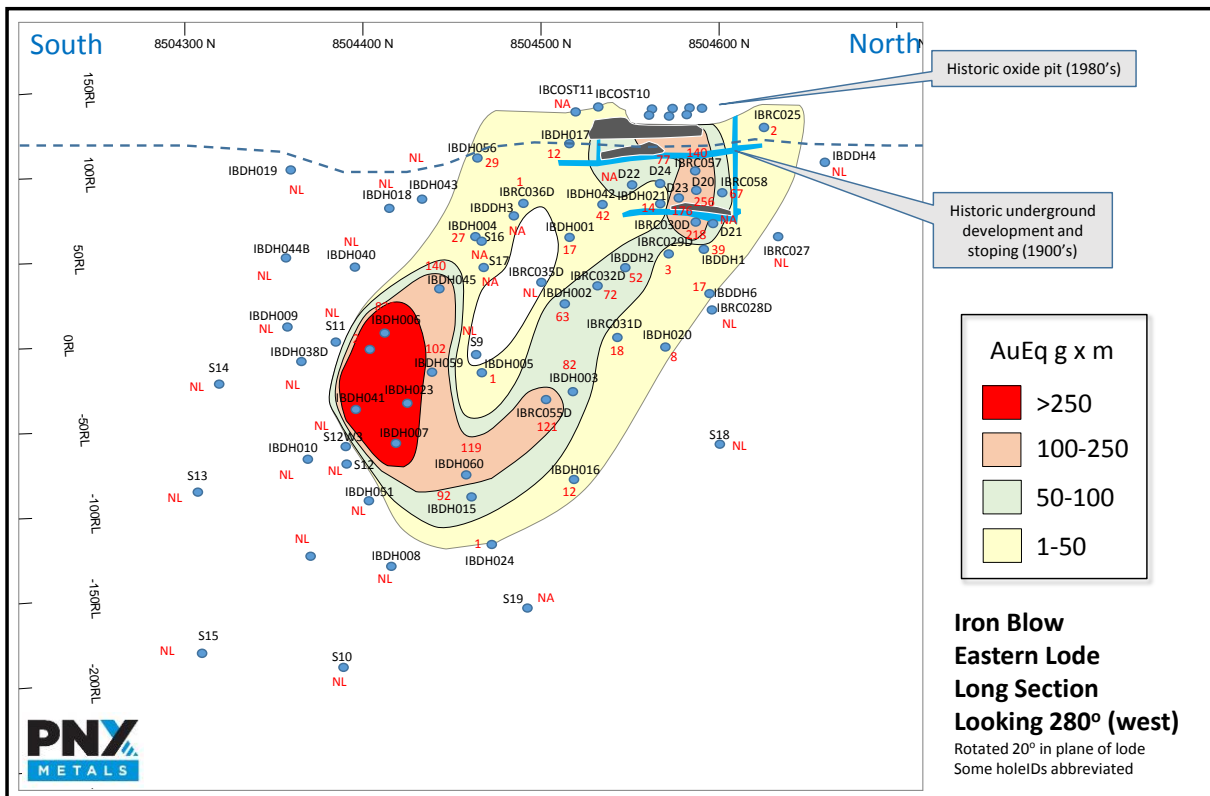 South
North
8504300 N
8504400 N
8504500 N
8504600 N
Historic oxide pit (1980's)
150RL
IBCOST11
IBCOST10
NA
IBRC025
2
IBDH017
12
140
100RL
NL
IBDH056
29
77
IBRC057
IBDDH4
NL
IBDH019
NL
NL
IBDH043
1
NA
D24
D22
D20
IBRC058
67
IBDH018
IBRC036D
IBDH042
IBDH021
D23
256
42
14
176
IBDDH3
NA
IBDH004
27
S16
NA
IBDH001
17
IBRC030D
218
NA
D21
Historic underground
development and
stoping (1900's)
IBRC029D
3
39
IBDDH1
IBRC027
NL
50RL
IBDH044B
NL
NL
IBDH040
140
IBDH045
S17
NA
IBRC035D
NL
IBDDH2
52
IBRC032D
72
IBDH002
63
17
IBDDH6
IBRC028D
NL
NL
IBDH009
NL
S11
IBDH006
NL
S9
IBRC031D
18
IBDH020
8
0RL
IBDH038D
NL
102
IBDH059
IBDH005
1
82
IBDH003
S14
NL
IBDH041
IBDH023
IBRC055D
121
-50RL
NL
S12W3
IBDH007
S18
NL
IBDH010
NL
S12
NL
119
IBDH060
IBDH016
12
S13
NL
IBDH051
NL
92
IBDH015
-100RL
NL
IBDH008
NL
1
IBDH024
-150RL
S19
NA
S15
NL
S10
NL
-200RL
AuEq g x m
>250
100-250
50-100
1-50
Iron Blow
Eastern Lode
Long Section
Looking 280º (west)
Rotated 20º in plane of lode
Some holeIDs abbreviated
PNX
METALS